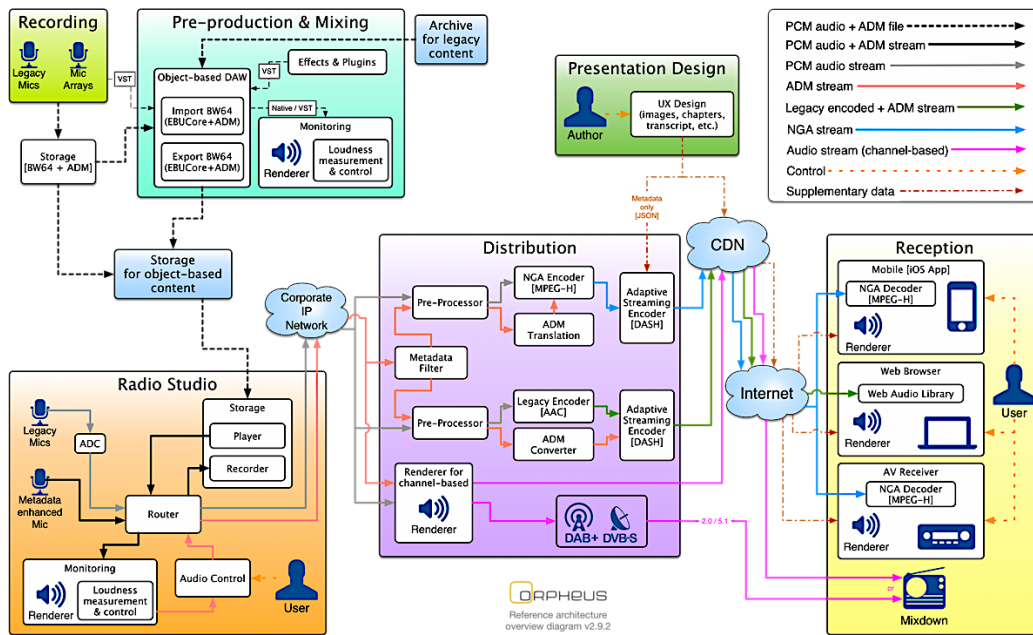 Recording
Legacy
Mics
Mic
Arrays
VST
Storage
[BW64 + ADM]
Pre-production & Mixing
Object-based DAW
Import BW64
(EBUCore+ADM)
Export BW64
(EBUCore+ADM)
Effects & Plugins
VST
Native / VST
Monitoring
Renderer
Loudness
measurement
& control
Archive
for legacy
content
Storage
for object-based
content
Presentation Design
Author
UX Design
(images, chapters,
transcript, etc.)
Metadata
only
[JSON]
PCM audio + ADM file
PCM audio + ADM stream
PCM audio stream
ADM stream
Legacy encoded + ADM stream
NGA stream
Audio stream (channel-based)
Control
Supplementary data
Radio Studio
Legacy
Mics
ADC
Metadata
enhanced
Mic
Storage
Player
Recorder
Router
Monitoring
Renderer
Loudness
measurement
& control
Audio Control
User
Corporate
IP
Network
Distribution
Pre-Processor
NGA Encoder
[MPEG-H]
ADM
Translation
Adaptive
Streaming
Encoder
[DASH]
Metadata
Filter
Pre-Processor
Legacy Encoder
[AAC]
ADM
Converter
Adaptive
Streaming
Encoder
[DASH]
Renderer for
channel-based
Renderer
DAB+ DVB-S
2.0 / 5.1
CDN
Internet
Reception
Mobile [iOS App]
NGA Decoder
[MPEG-H]
Renderer
Web Browser
Web Audio Library
Renderer
AV Receiver
NGA Decoder
[MPEG-H]
Renderer
User
or
Mixdown
ORPHEUS
Reference architecture
overview diagram v2.9.2